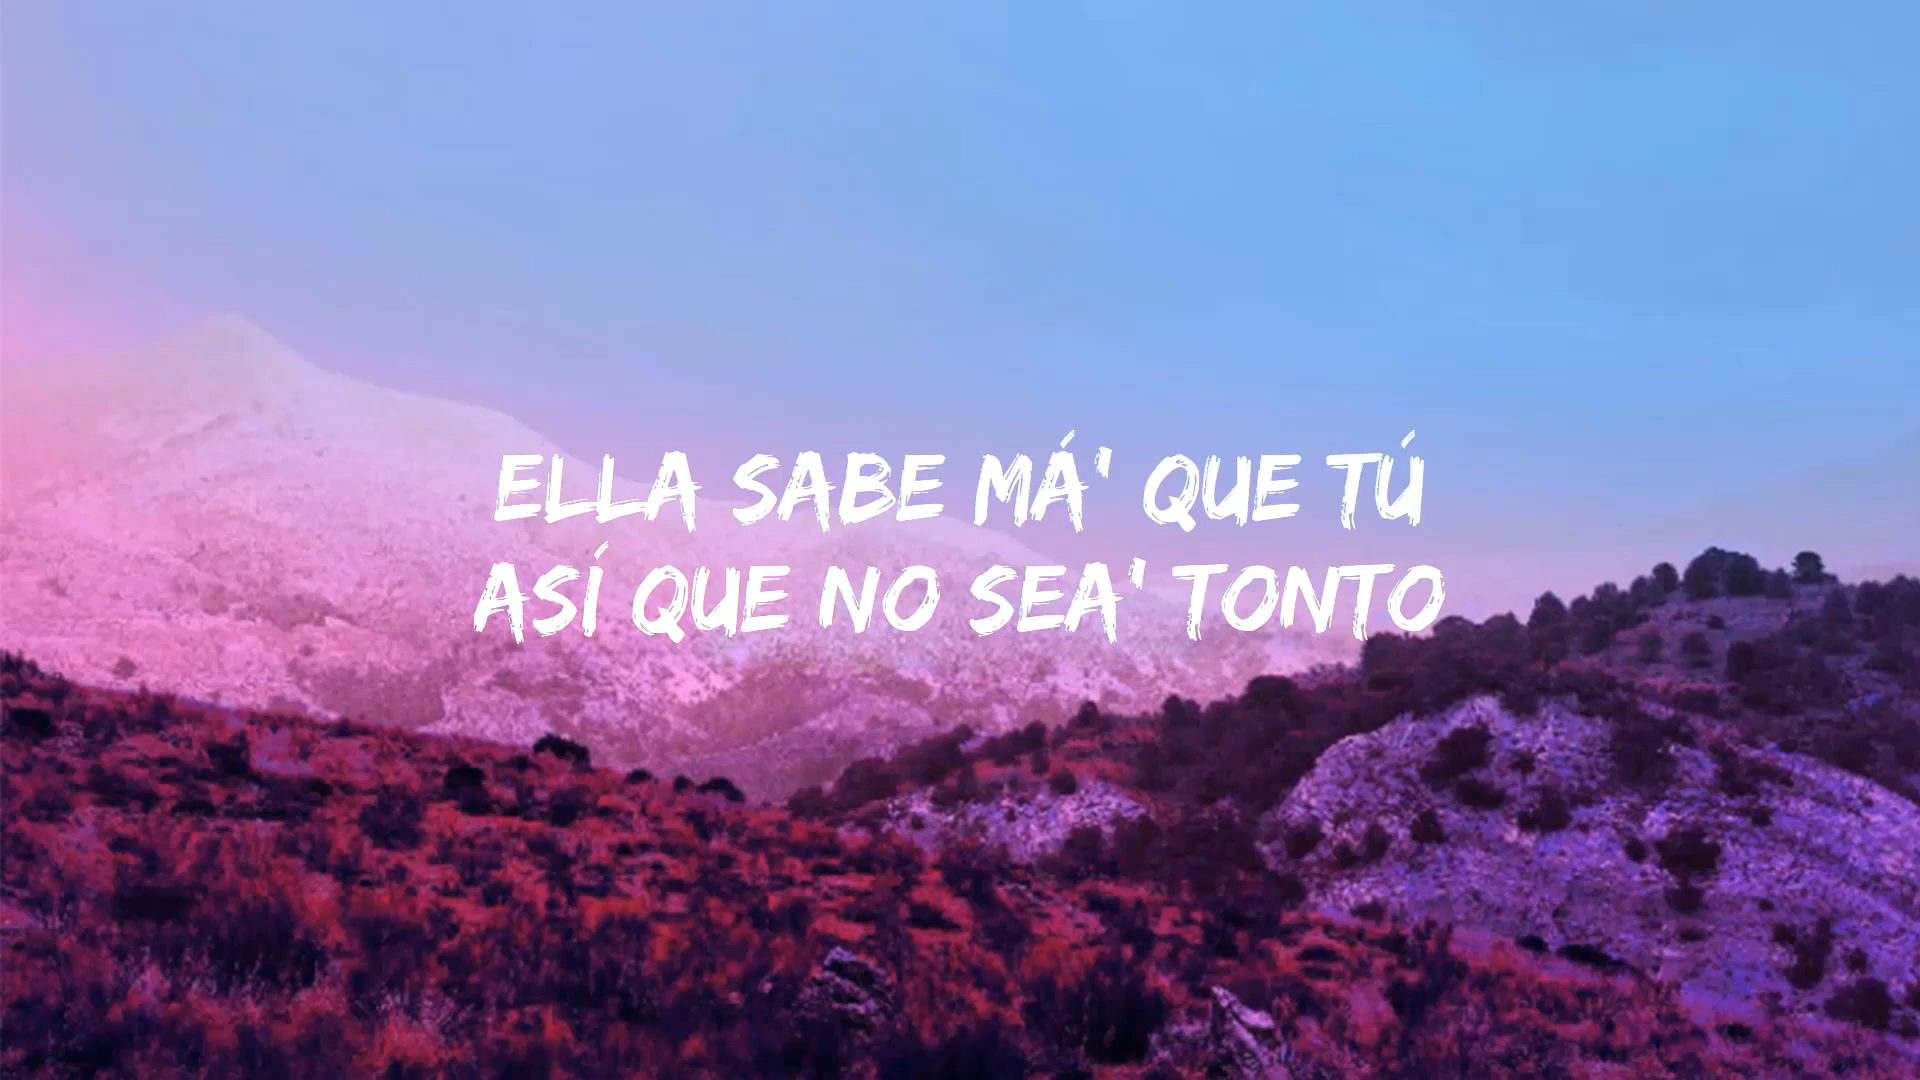 ELLA SABE MÁ' QUE TÚ
ASÍ QUE NO SEA' TONTO